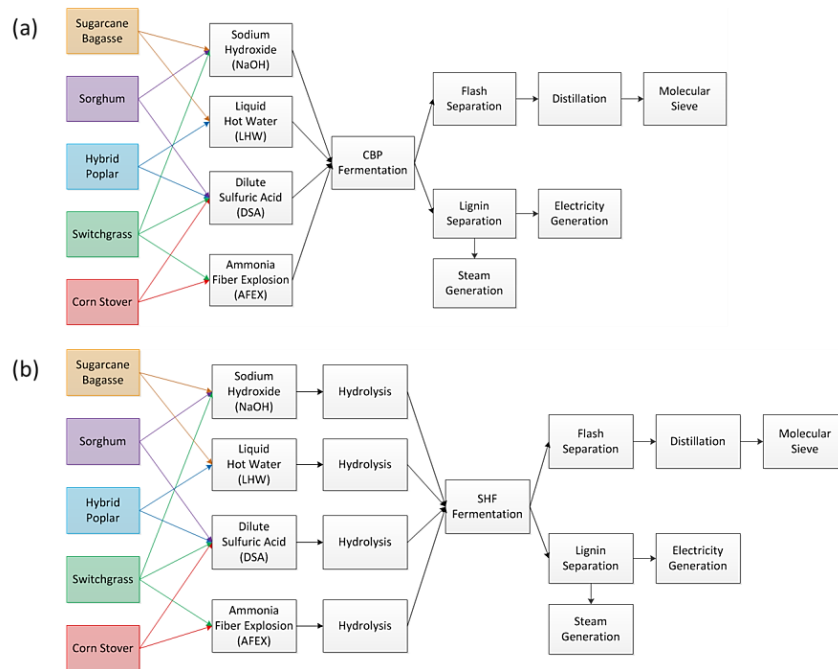 (a)
Sugarcane
Bagasse
Sorghum
Hybrid
Poplar
Switchgrass
Corn Stover
Sodium
Hydroxide
(NaOH)
Liquid
Hot Water
(LHW)
Dilute
Sulfuric Acid
(DSA)
Ammonia
Fiber Explosion
(AFEX)
CBP
Fermentation
Flash
Separation
Distillation
Molecular
Sieve
Lignin
Separation
Electricity
Generation
Steam
Generation
(b)
Sugarcane
Bagasse
Sorghum
Hybrid
Poplar
Switchgrass
Corn Stover
Sodium
Hydroxide
(NaOH)
Liquid
Hot Water
(LHW)
Dilute
Sulfuric Acid
(DSA)
Ammonia
Fiber Explosion
(AFEX)
Hydrolysis
Hydrolysis
Hydrolysis
Hydrolysis
SHF
Fermentation
Flash
Separation
Distillation
Molecular
Sieve
Lignin
Separation
Electricity
Generation
Steam
Generation